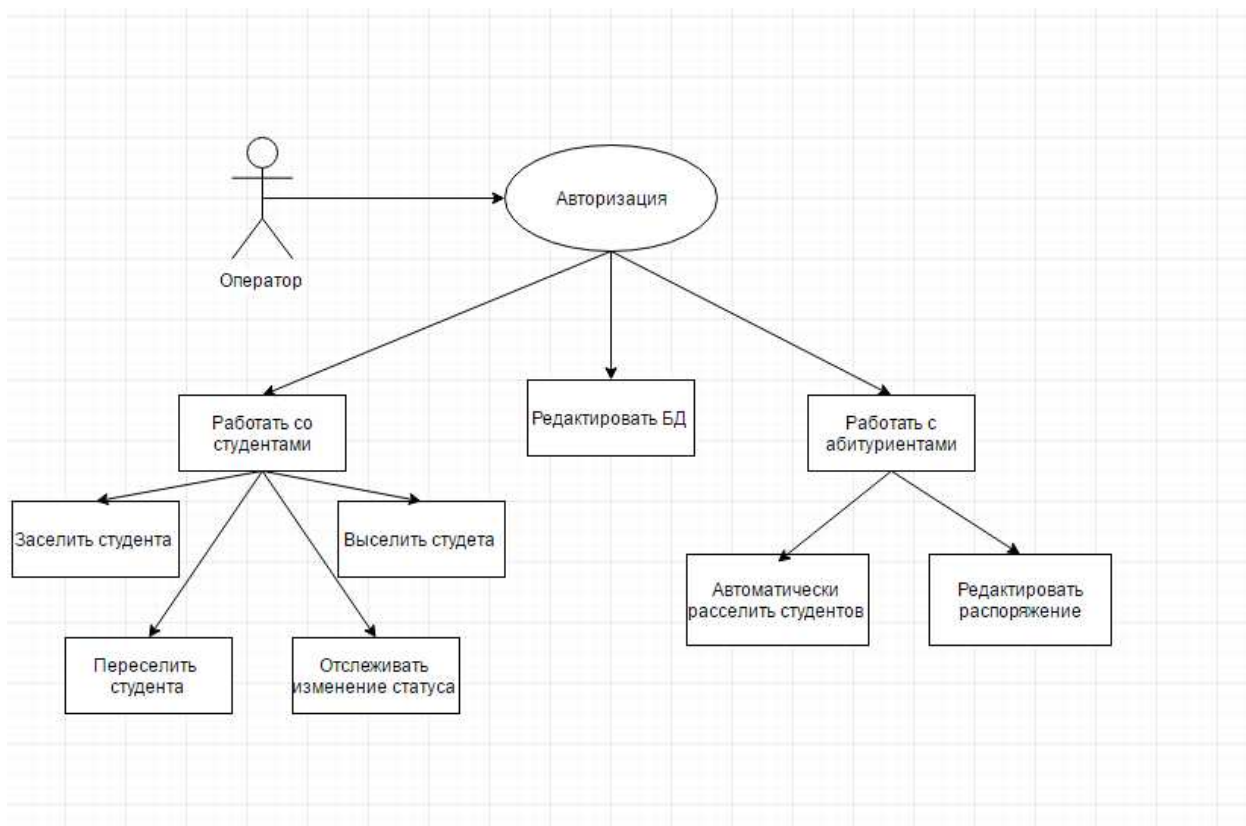 Авторизация
Оператор
Работать со
студентами
Редактировать БД
Работать с
абитуриентами
Заселить студента
Выселить студета
Автоматически
расселить студентов
Редактировать
распоряжение
Переселить
студента
Отслеживать
изменение статуса